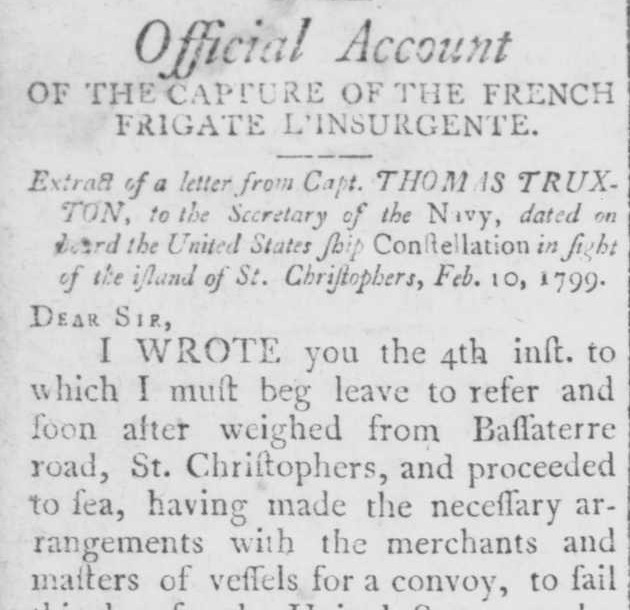 Official Account
OF THE CAPTURE OF THE FRENCH
FRIGATE L'INSURGENTE.
Extract of a letter from Capt. THOMAS TRUX-
TON, to the Secretary of the Navy, dated on
board the United States ſhip Conſtellation in ſight
of the iſland of St. Chriſtophers, Feb. 10, 1799.
DEAR SIR,
I WROTE you the 4th inſt. to
which I muſt beg leave to refer and
ſoon after weighed from Baſſaterre
road, St. Chriſtophers, and proceeded
to ſea, having made the neceſſary ar-
rangements with the merchants and
maſters of veſſels for a convoy, to ſail